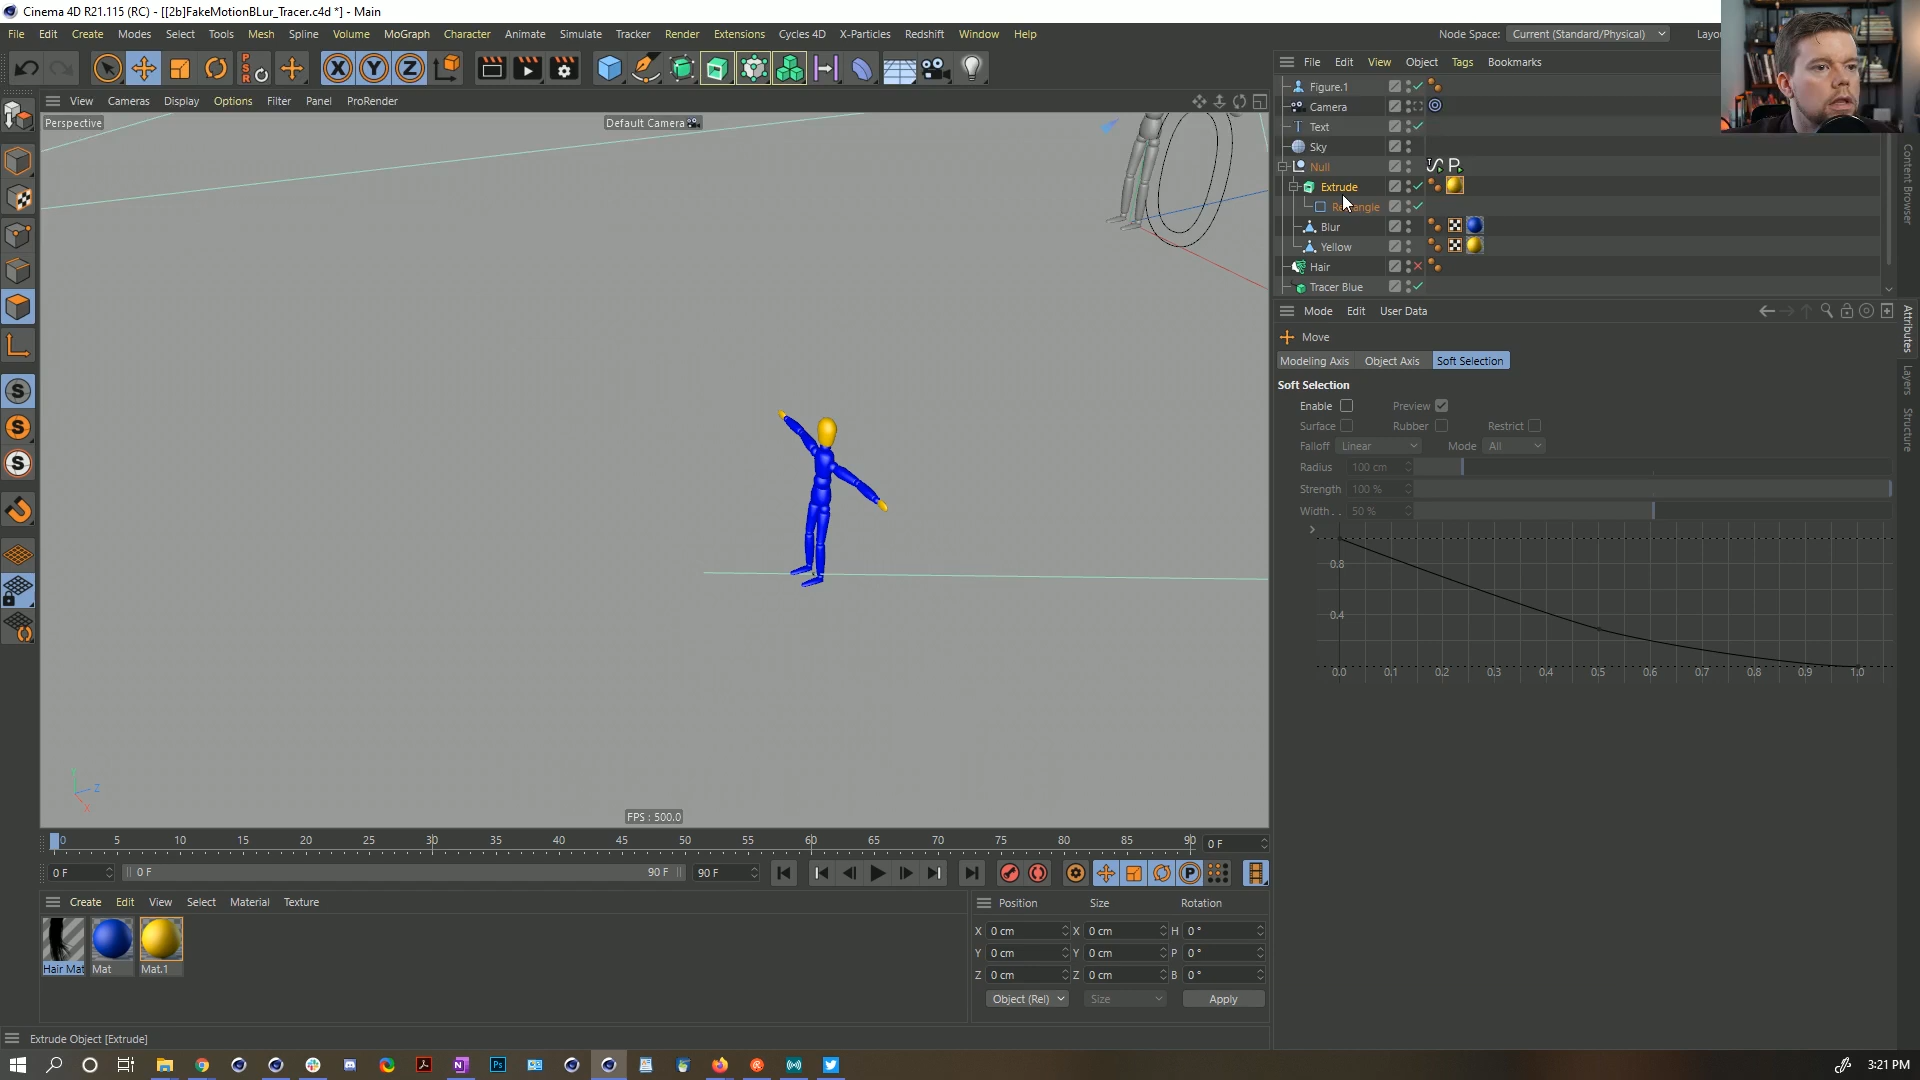 Cinema 4D R21.115 (RC) - [[2b]FakeMotionBLur_Tracer.c4d *] - Main
File Edit Create Modes Select Tools Mesh Spline Volume MoGraph Character Animate Simulate Tracker Render Extensions Cycles 4D X-Particles Redshift Window Help
Node Space: Current (Standard/Physical)
PSR X Y Z
View Cameras Display Options Filter Panel ProRender
Perspective
Default Camera
FPS : 500.0
File Edit View Object Tags Bookmarks
Figure.1
Camera
Text
Sky
Null
Extrude
Blur
Yellow
Hair
Tracer Blue
Content Browser
Attributes
Layers
Structure
Mode Edit User Data
Move
Modeling Axis Object Axis Soft Selection
Soft Selection
Enable Preview
Surface Rubber Restrict
Falloff Linear Mode All
Radius 100 cm
Strength 100 %
Width . . 50 %
0.8
0.4
0.0 0.1 0.2 0.3 0.4 0.5 0.6 0.7 0.8 0.9 1.0
Y Z X
0 5 10 15 20 25 30 35 40 45 50 55 60 65 70 75 80 85 90 0 F
0 F 0 F 90 F 90 F
Create Edit View Select Material Texture
Hair Mat Mat Mat.1
Position Size Rotation
X 0 cm X 0 cm H 0 °
Y 0 cm Y 0 cm P 0 °
Z 0 cm Z 0 cm B 0 °
Object (Rel) Size Apply
Extrude Object [Extrude]
3:21 PM